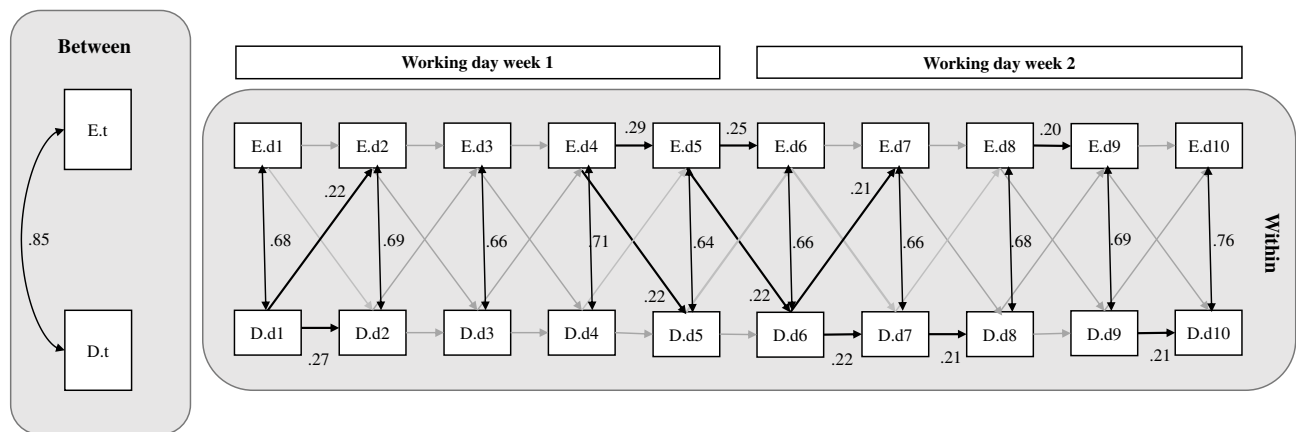 Between
Working day week 1
Working day week 2
E.t
E.d1
E.d2
E.d3
E.d4
.29
E.d5
.25
E.d6
E.d7
E.d8
.20
E.d9
E.d10
.22
.21
.85
.68
.69
.66
.71
.64
.66
.66
.68
.69
.76
Within
.22
.22
D.t
D.d1
D.d2
D.d3
D.d4
D.d5
D.d6
D.d7
D.d8
D.d9
D.d10
.27
.22
.21
.21